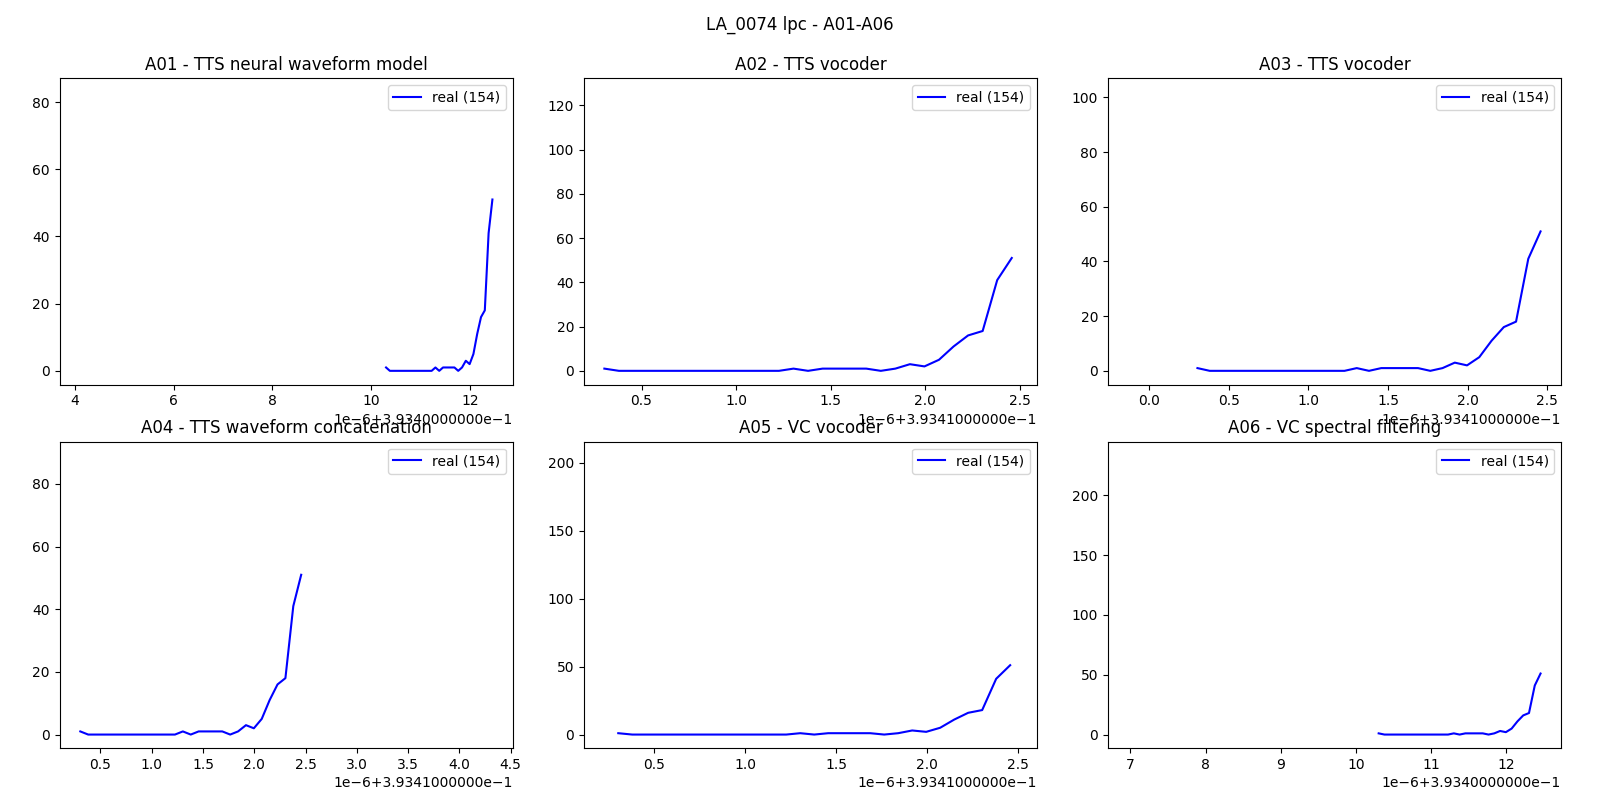 LA_0074 lpc - A01-A06
A01 - TTS neural waveform model
real (154)
80
60
40
20
0
4 6 8 10 12
1e−6+3.9340000000e−1
A02 - TTS vocoder
real (154)
120
100
80
60
40
20
0
0.5 1.0 1.5 2.0 2.5
1e−6+3.9341000000e−1
A03 - TTS vocoder
real (154)
100
80
60
40
20
0
0.0 0.5 1.0 1.5 2.0 2.5
1e−6+3.9341000000e−1
A04 - TTS waveform concatenation
real (154)
80
60
40
20
0
0.5 1.0 1.5 2.0 2.5 3.0 3.5 4.0 4.5
1e−6+3.9341000000e−1
A05 - VC vocoder
real (154)
200
150
100
50
0
0.5 1.0 1.5 2.0 2.5
1e−6+3.9341000000e−1
A06 - VC spectral filtering
real (154)
200
150
100
50
0
7 8 9 10 11 12
1e−6+3.9340000000e−1